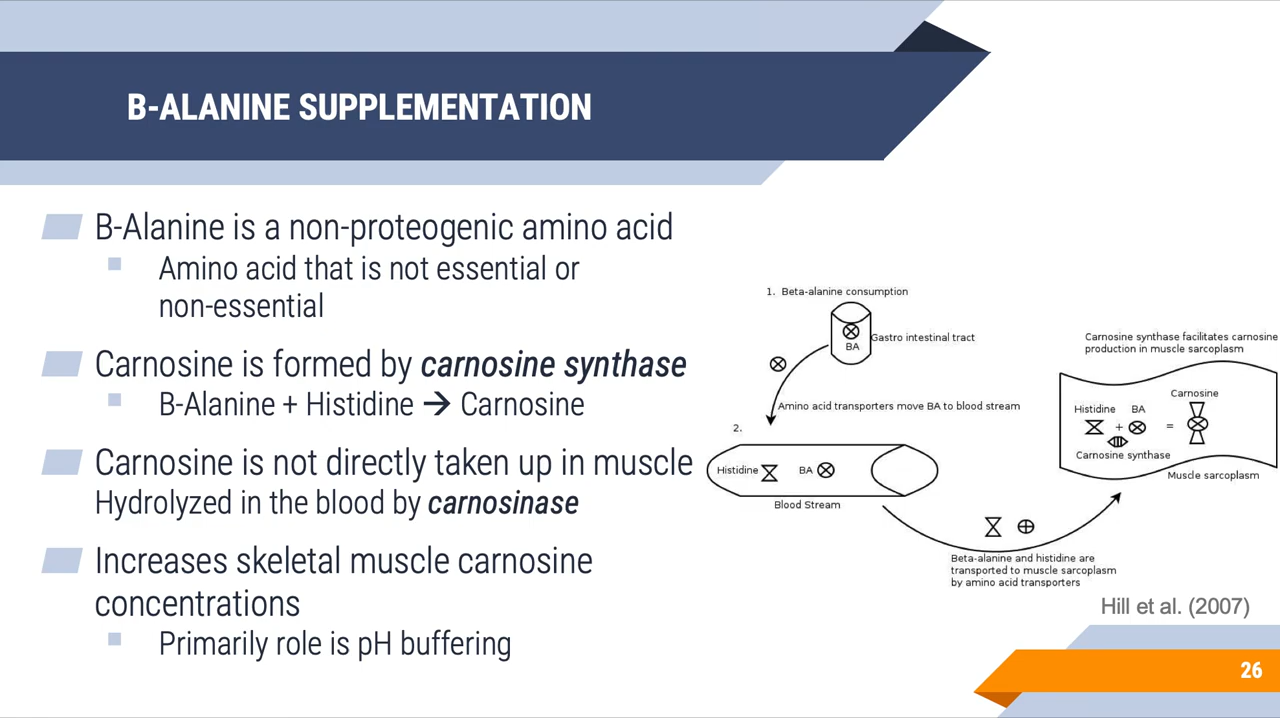 B-ALANINE SUPPLEMENTATION
B-Alanine is a non-proteogenic amino acid
Amino acid that is not essential or
non-essential
Carnosine is formed by carnosine synthase
B-Alanine + Histidine → Carnosine
Carnosine is not directly taken up in muscle
Hydrolyzed in the blood by carnosinase
Increases skeletal muscle carnosine
concentrations
Primarily role is pH buffering
1. Beta-alanine consumption
BA
Gastro intestinal tract
Amino acid transporters move BA to blood stream
2.
Histidine BA
Blood Stream
Beta-alanine and histidine are
transported to muscle sarcoplasm
by amino acid transporters
Carnosine synthase facilitates carnosine
production in muscle sarcoplasm
Carnosine
Histidine BA
+ =
Carnosine synthase
Muscle sarcoplasm
Hill et al. (2007)
26